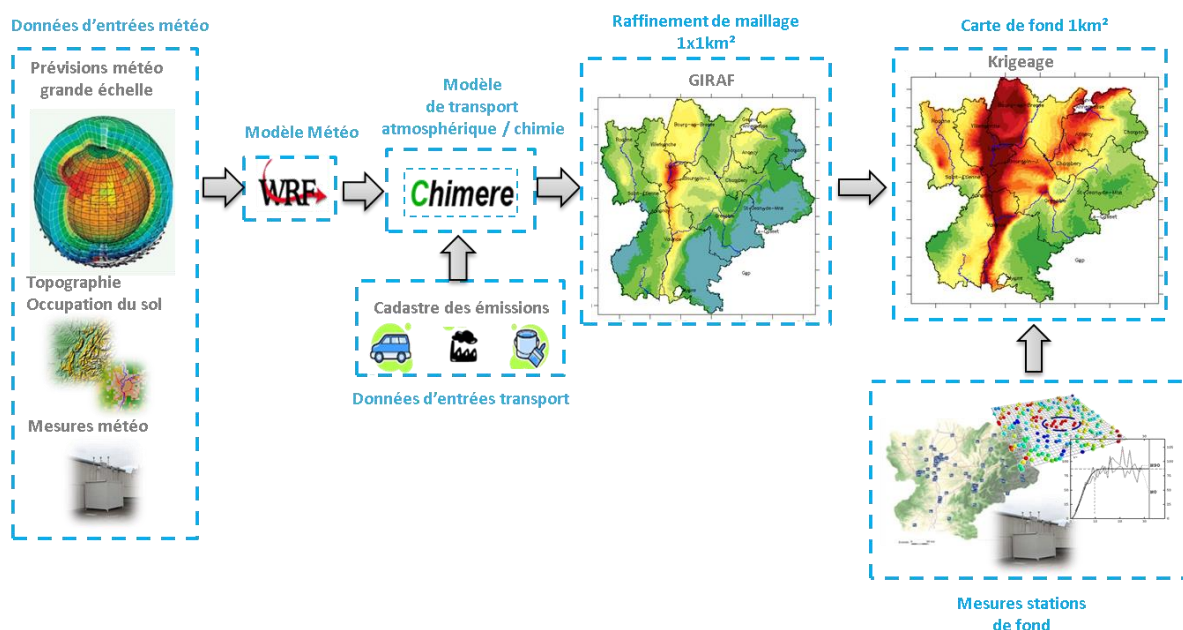 Données d'entrées météo
Prévisions météo
grande échelle
Topographie
Occupation du sol
Mesures météo
Modèle Météo
WRF
Modèle
de transport
atmosphérique / chimie
Chimere
Cadastre des émissions
Données d'entrées transport
Raffinement de maillage
1x1km²
GIRAF
Carte de fond 1km²
Krigeage
Mesures stations
de fond